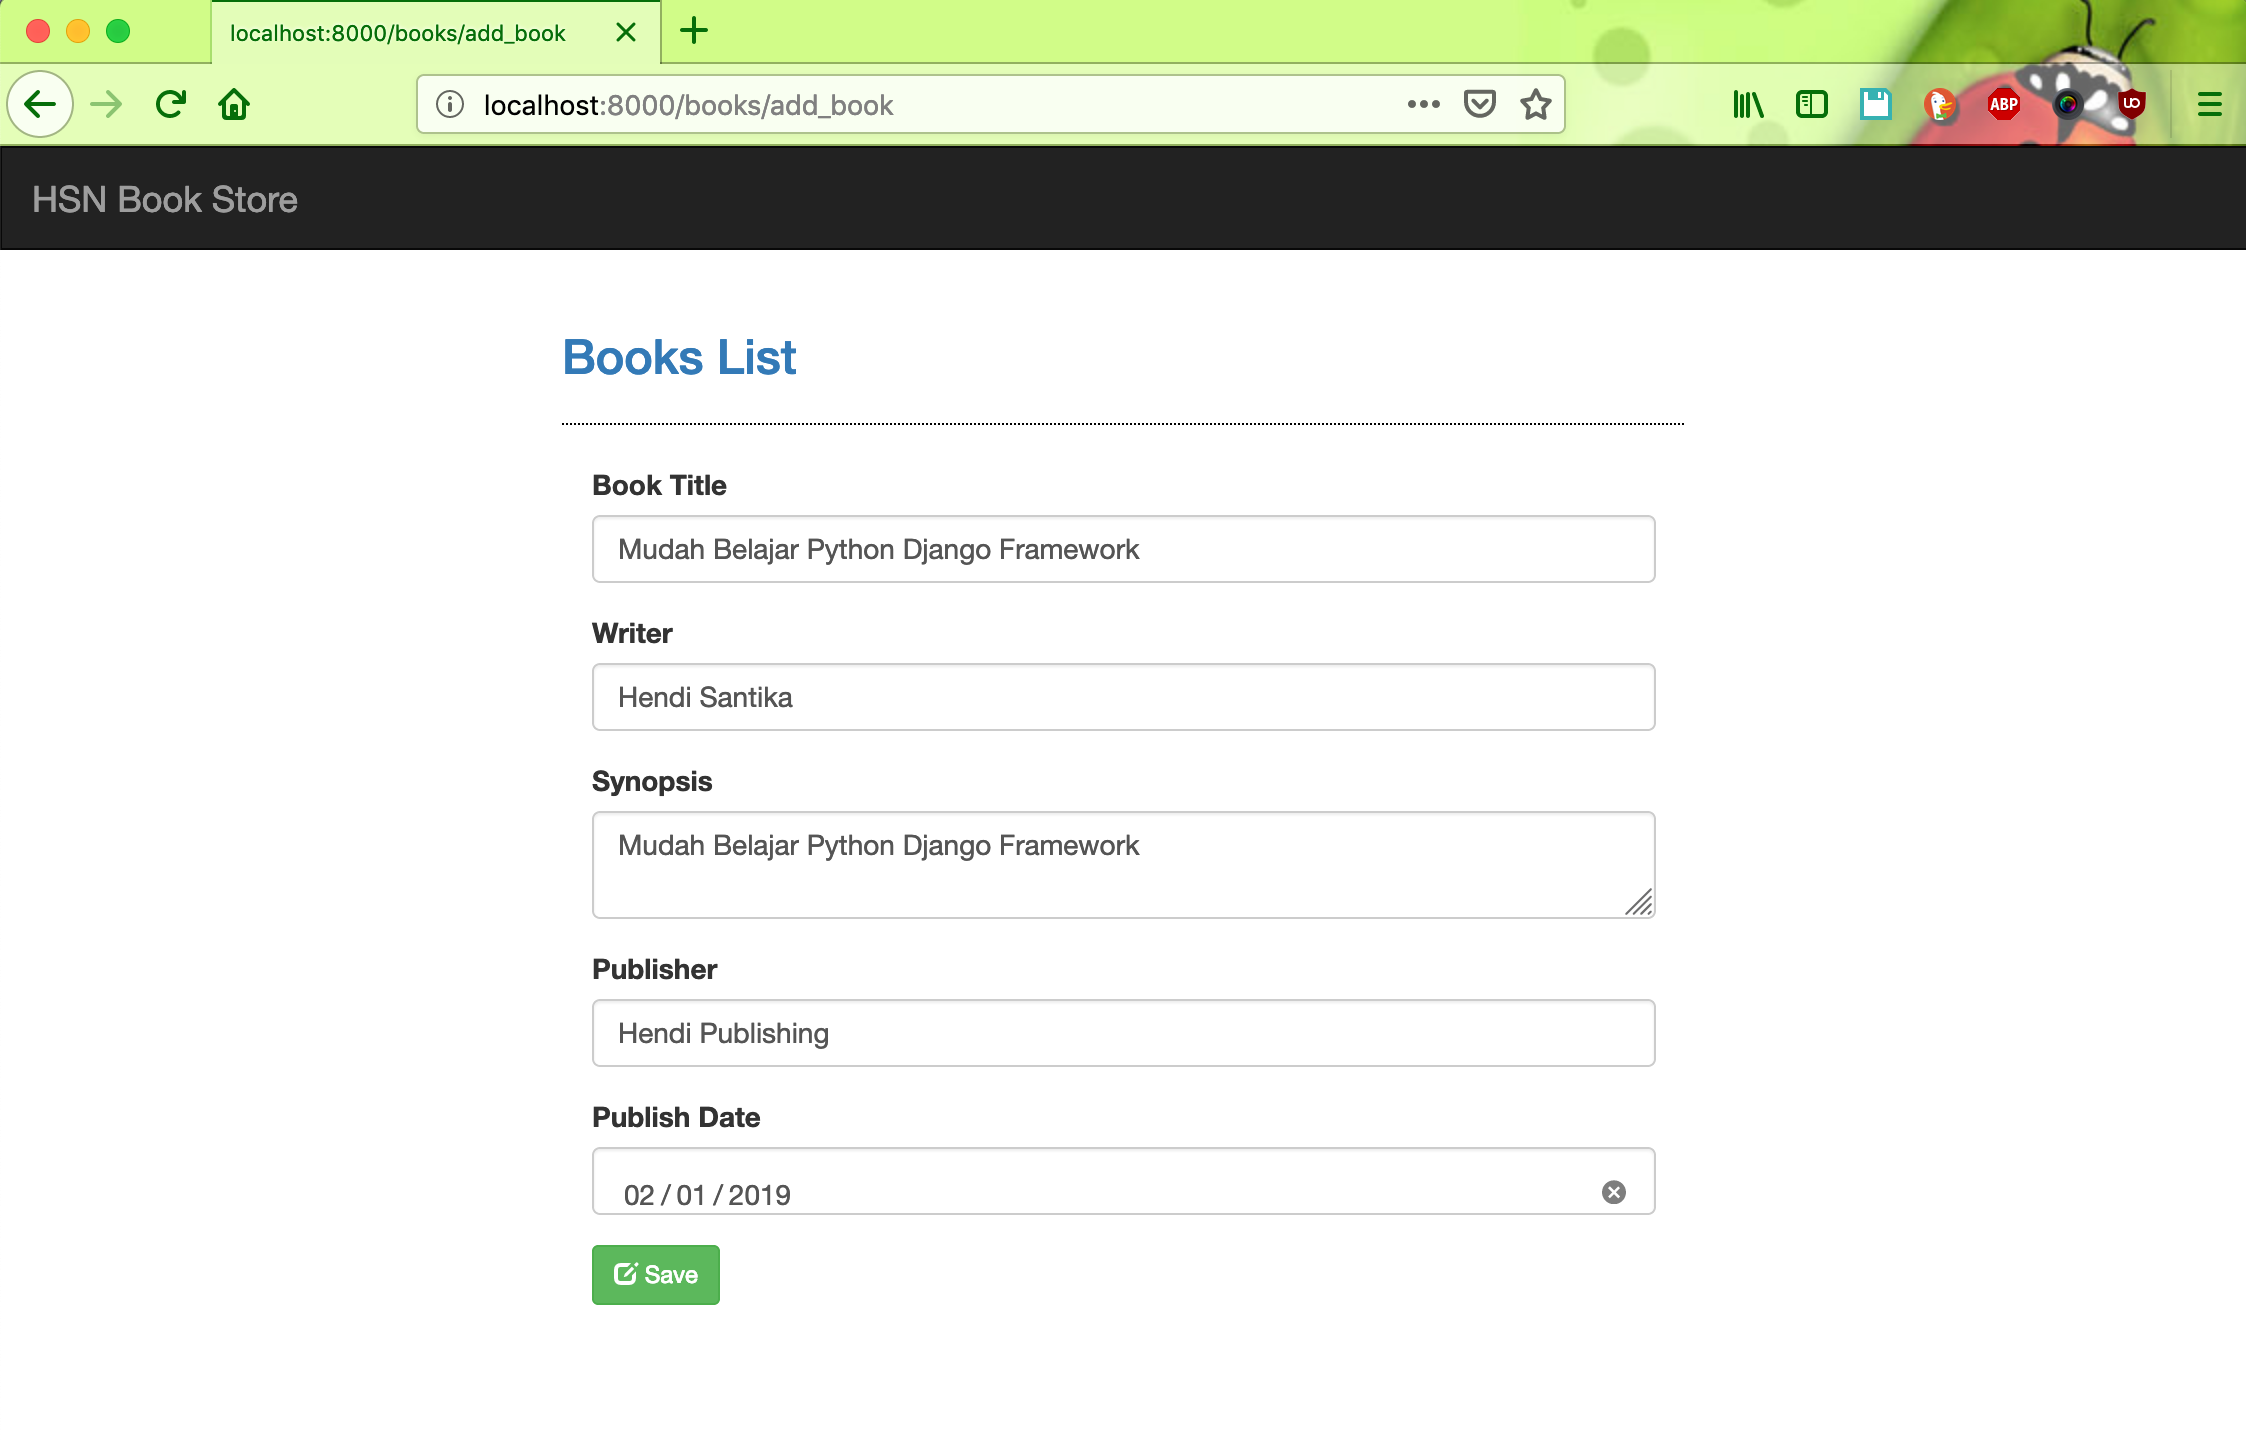 localhost:8000/books/add_book
localhost:8000/books/add_book
ABP
UO
HSN Book Store
Books List
Book Title
Mudah Belajar Python Django Framework
Writer
Hendi Santika
Synopsis
Mudah Belajar Python Django Framework
Publisher
Hendi Publishing
Publish Date
02 / 01 / 2019
Save